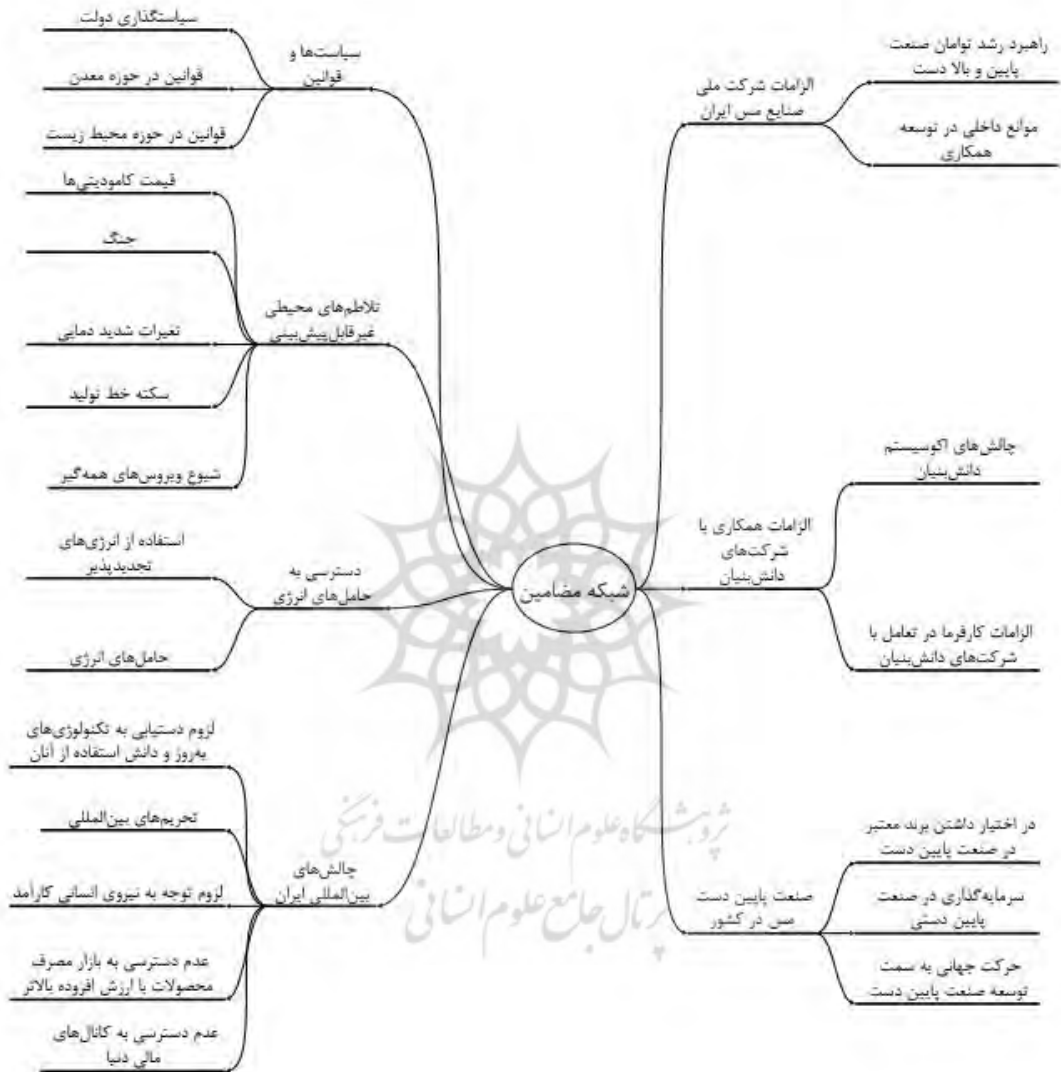 شبکه مضامین
الزامات شرکت ملی
صنایع مس ایران
راهبرد رشد توامان صنعت
پایین و بالا دست
موانع داخلی در توسعه
همکاری
الزامات همکاری با
شرکت‌های
دانش‌بنیان
چالش‌های اکوسیستم
دانش‌بنیان
الزامات کارفرما در تعامل با
شرکت‌های دانش‌بنیان
صنعت پایین دست
مس در کشور
در اختیار داشتن برند معتبر
در صنعت پایین دست
سرمایه‌گذاری در صنعت
پایین دستی
حرکت جهانی به سمت
توسعه صنعت پایین دست
سیاست‌ها و
قوانین
سیاستگذاری دولت
قوانین در حوزه معدن
قوانین در حوزه محیط زیست
تلاطم‌های محیطی
غیرقابل‌پیش‌بینی
قیمت کامودیتی‌ها
جنگ
تغیرات شدید دمایی
سکته خط تولید
شیوع ویروس‌های همه‌گیر
دسترسی به
حامل‌های انرژی
استفاده از انرژی‌های
تجدیدپذیر
حامل‌های انرژی
چالش‌های
بین‌المللی ایران
لزوم دستیابی به تکنولوژی‌های
به‌روز و دانش استفاده از آنان
تحریم‌های بین‌المللی
لزوم توجه به نیروی انسانی کارآمد
عدم دسترسی به بازار مصرف
محصولات با ارزش افزوده بالاتر
عدم دسترسی به کانال‌های
مالی دنیا
پژوهشگاه علوم انسانی و مطالعات فرهنگی
پرتال جامع علوم انسانی